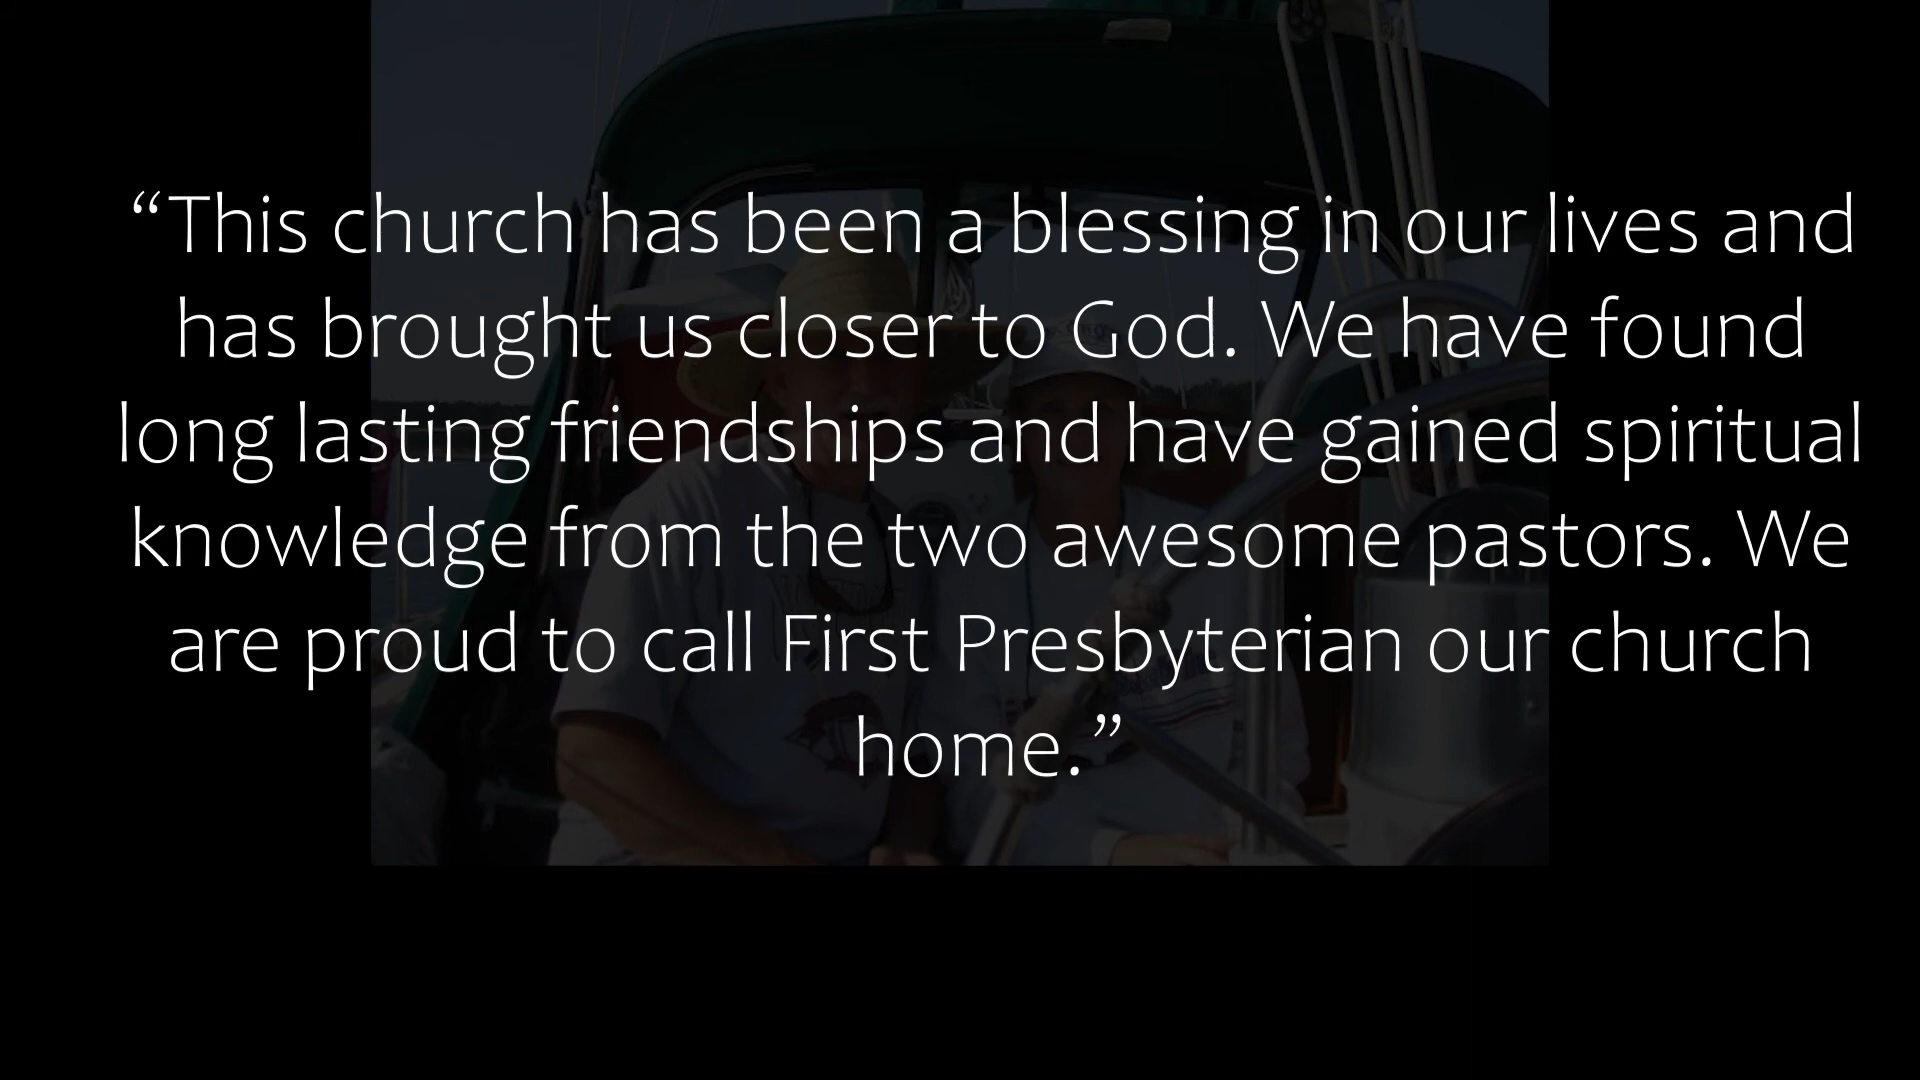 “This church has been a blessing in our lives and
has brought us closer to God. We have found
long lasting friendships and have gained spiritual
knowledge from the two awesome pastors. We
are proud to call First Presbyterian our church
home.”